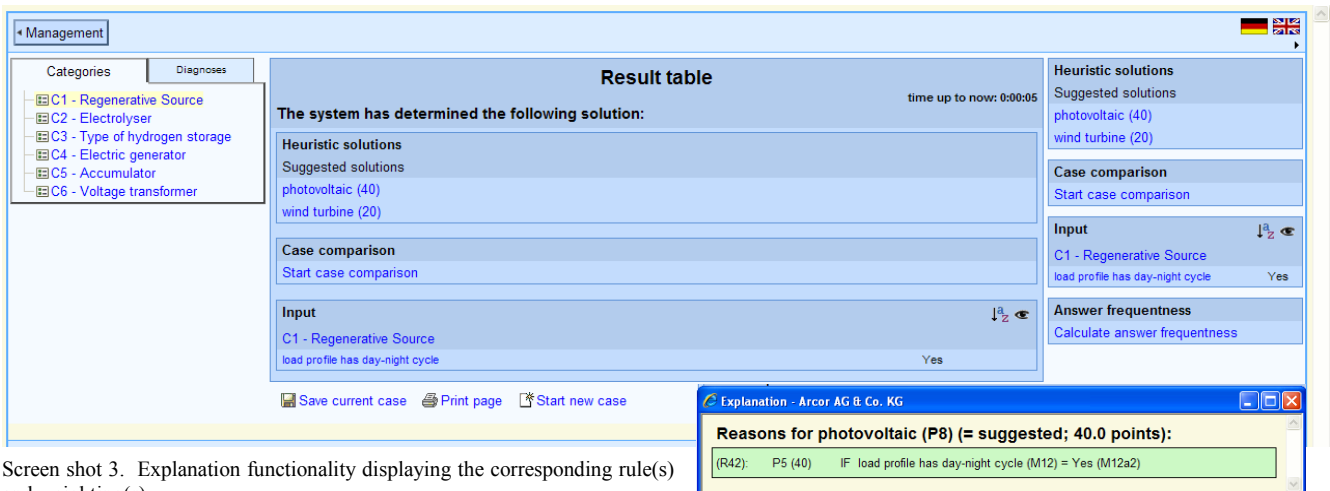 Management
Categories
Diagnoses
C1 - Regenerative Source
C2 - Electrolyser
C3 - Type of hydrogen storage
C4 - Electric generator
C5 - Accumulator
C6 - Voltage transformer
Result table
time up to now: 0:00:05
The system has determined the following solution:
Heuristic solutions
Suggested solutions
photovoltaic (40)
wind turbine (20)
Case comparison
Start case comparison
Input
C1 - Regenerative Source
load profile has day-night cycle Yes
Save current case Print page Start new case
Heuristic solutions
Suggested solutions
photovoltaic (40)
wind turbine (20)
Case comparison
Start case comparison
Input
C1 - Regenerative Source
load profile has day-night cycle Yes
Answer frequentness
Calculate answer frequentness
Explanation - Arcor AG & Co. KG
Reasons for photovoltaic (P8) (= suggested; 40.0 points):
(R42): P5 (40) IF load profile has day-night cycle (M12) = Yes (M12a2)
Screen shot 3. Explanation functionality displaying the corresponding rule(s)